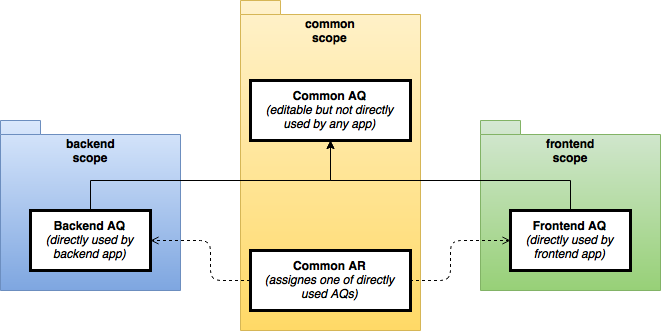 common
scope
Common AQ
(editable but not directly
used by any app)
backend
scope
frontend
scope
Backend AQ
(directly used by
backend app)
Frontend AQ
(directly used by
frontend app)
Common AR
(assignes one of directly
used AQs)